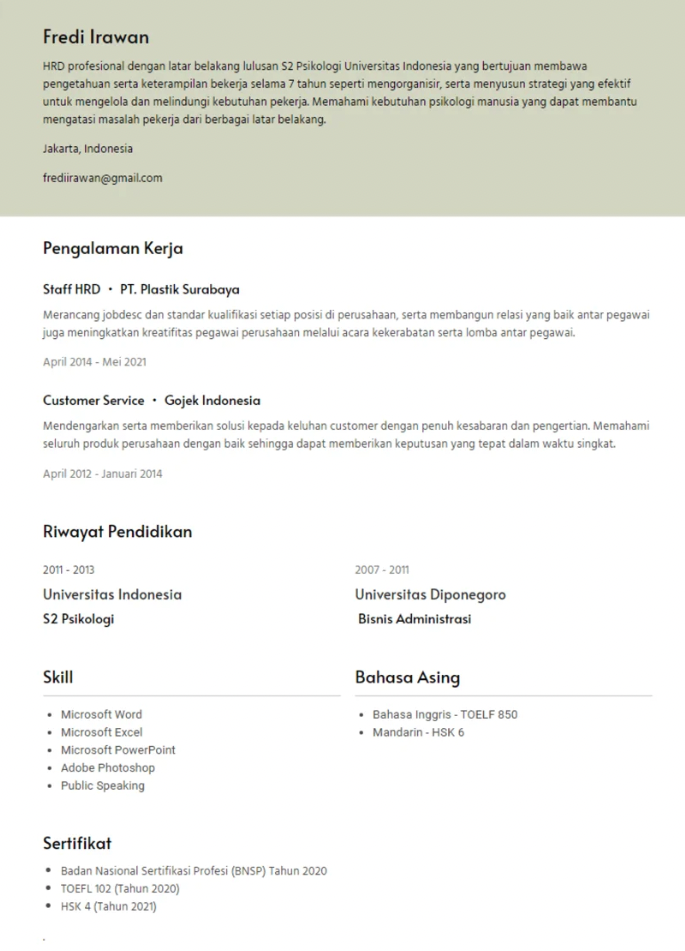 Fredi Irawan
HRD profesional dengan latar belakang lulusan S2 Psikologi Universitas Indonesia yang bertujuan membawa
pengetahuan serta keterampilan bekerja selama 7 tahun seperti mengorganisir, serta menyusun strategi yang efektif
untuk mengelola dan melindungi kebutuhan pekerja. Memahami kebutuhan psikologi manusia yang dapat membantu
mengatasi masalah pekerja dari berbagai latar belakang.
Jakarta, Indonesia
frediirawan@gmail.com
Pengalaman Kerja
Staff HRD • PT. Plastik Surabaya
Merancang jobdesc dan standar kualifikasi setiap posisi di perusahaan, serta membangun relasi yang baik antar pegawai
juga meningkatkan kreatifitas pegawai perusahaan melalui acara kekerabatan serta lomba antar pegawai.
April 2014 - Mei 2021
Customer Service • Gojek Indonesia
Mendengarkan serta memberikan solusi kepada keluhan customer dengan penuh kesabaran dan pengertian. Memahami
seluruh produk perusahaan dengan baik sehingga dapat memberikan keputusan yang tepat dalam waktu singkat.
April 2012 - Januari 2014
Riwayat Pendidikan
2011 - 2013
Universitas Indonesia
S2 Psikologi
2007 - 2011
Universitas Diponegoro
Bisnis Administrasi
Skill
• Microsoft Word
• Microsoft Excel
• Microsoft PowerPoint
• Adobe Photoshop
• Public Speaking
Bahasa Asing
• Bahasa Inggris - TOELF 850
• Mandarin - HSK 6
Sertifikat
• Badan Nasional Sertifikasi Profesi (BNSP) Tahun 2020
• TOEFL 102 (Tahun 2020)
• HSK 4 (Tahun 2021)
.